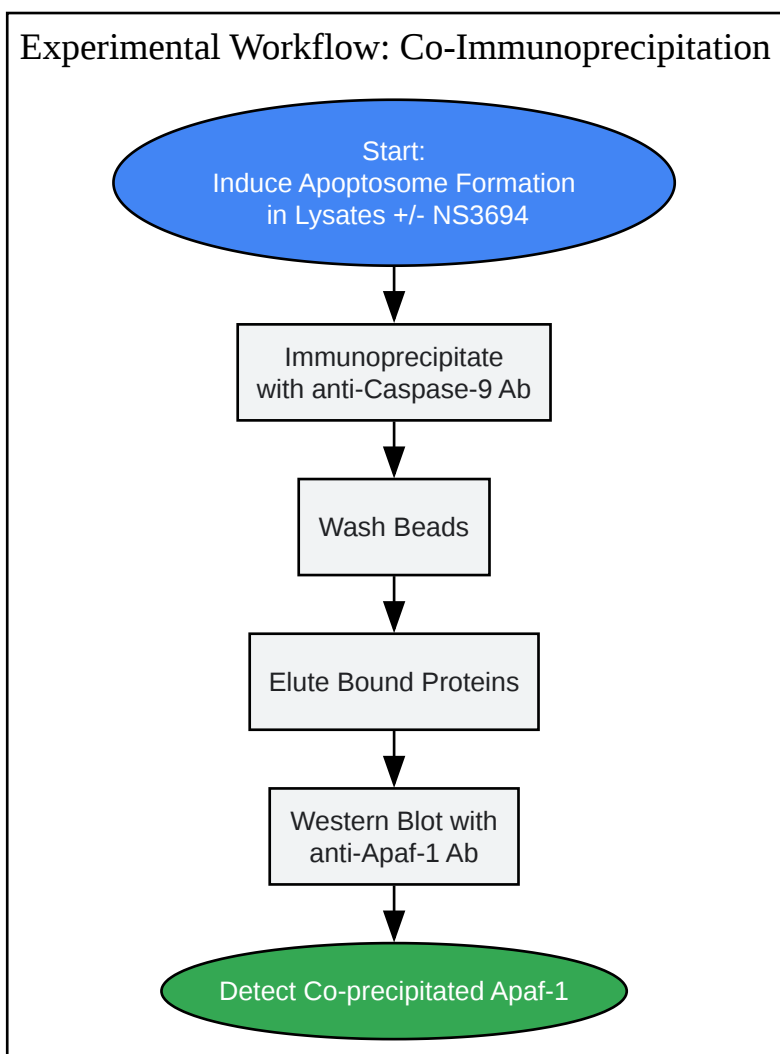 Experimental Workflow: Co-Immunoprecipitation
Start:
Induce Apoptosome Formation
in Lysates +/- NS3694
Immunoprecipitate
with anti-Caspase-9 Ab
Wash Beads
Elute Bound Proteins
Western Blot with
anti-Apaf-1 Ab
Detect Co-precipitated Apaf-1